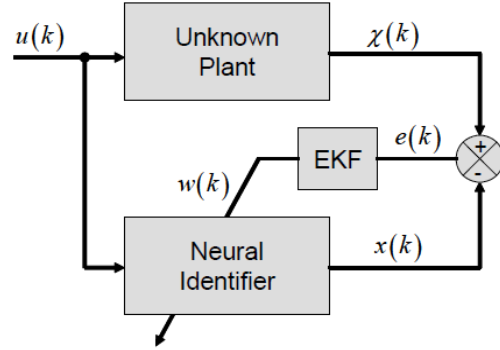 u(k)
Unknown
Plant
χ(k)
+
-
e(k)
EKF
w(k)
Neural
Identifier
x(k)